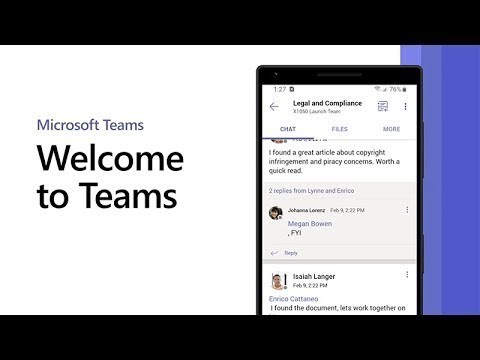 Microsoft Teams
Welcome
to Teams
1:27
76%
Legal and Compliance
X1050 Launch Team
CHAT
FILES
MORE
I found a great article about copyright
infringement and piracy concerns. Worth a
quick read.
2 replies from Lynne and Enrico
Johanna Lorenz
Feb 9, 2:22 PM
Megan Bowen
, FYI
Reply
Isaiah Langer
Feb 9, 2:22 PM
Enrico Cattaneo
I found the document, lets work together on